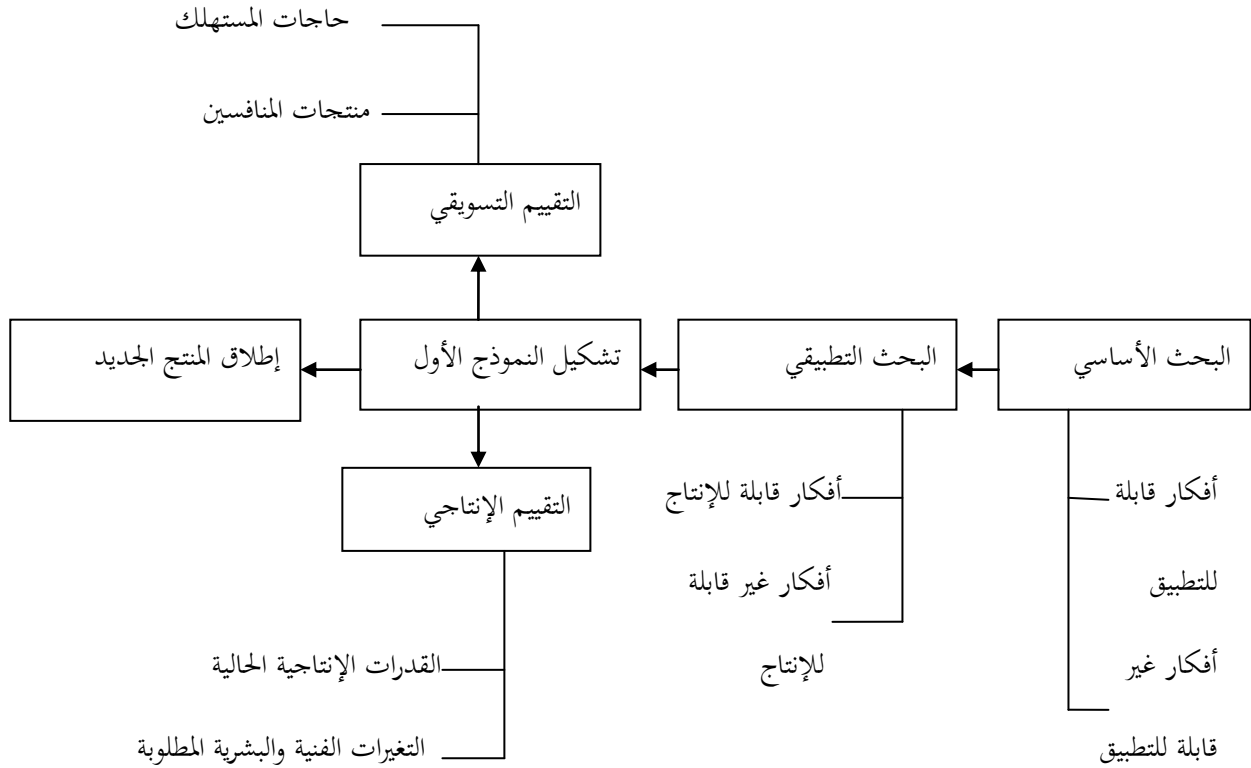 حاجات المستهلك
منتجات المنافسين
التقييم التسويقي
البحث الأساسي
البحث التطبيقي
تشكيل النموذج الأول
إطلاق المنتج الجديد
أفكار قابلة
للتطبيق
أفكار غير
قابلة للتطبيق
أفكار قابلة للإنتاج
أفكار غير قابلة
للإنتاج
التقييم الإنتاجي
القدرات الإنتاجية الحالية
التغيرات الفنية والبشرية المطلوبة